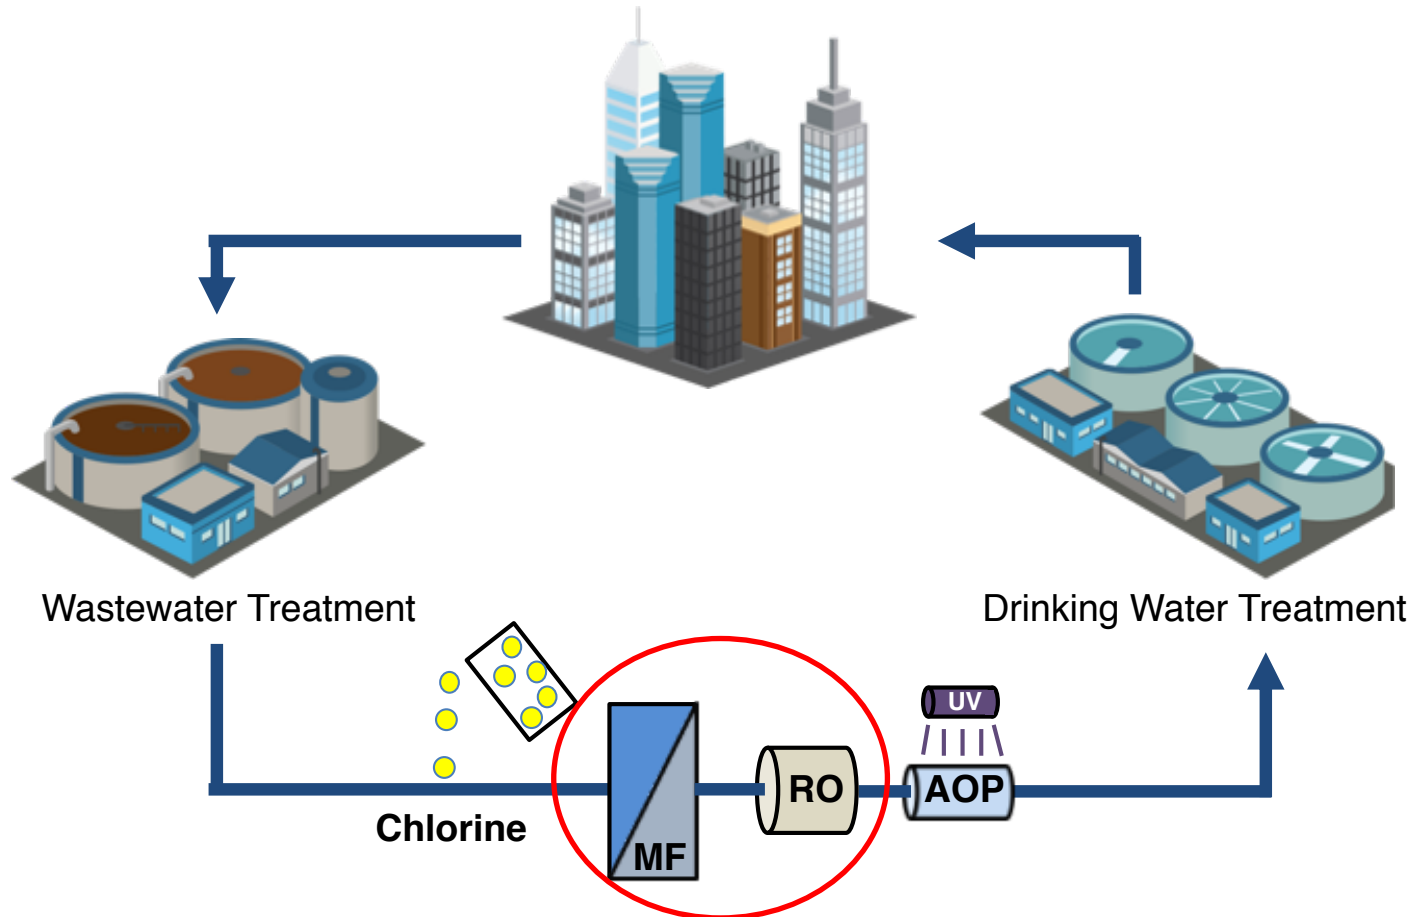 Wastewater Treatment
Drinking Water Treatment
UV
Chlorine
MF
RO
AOP